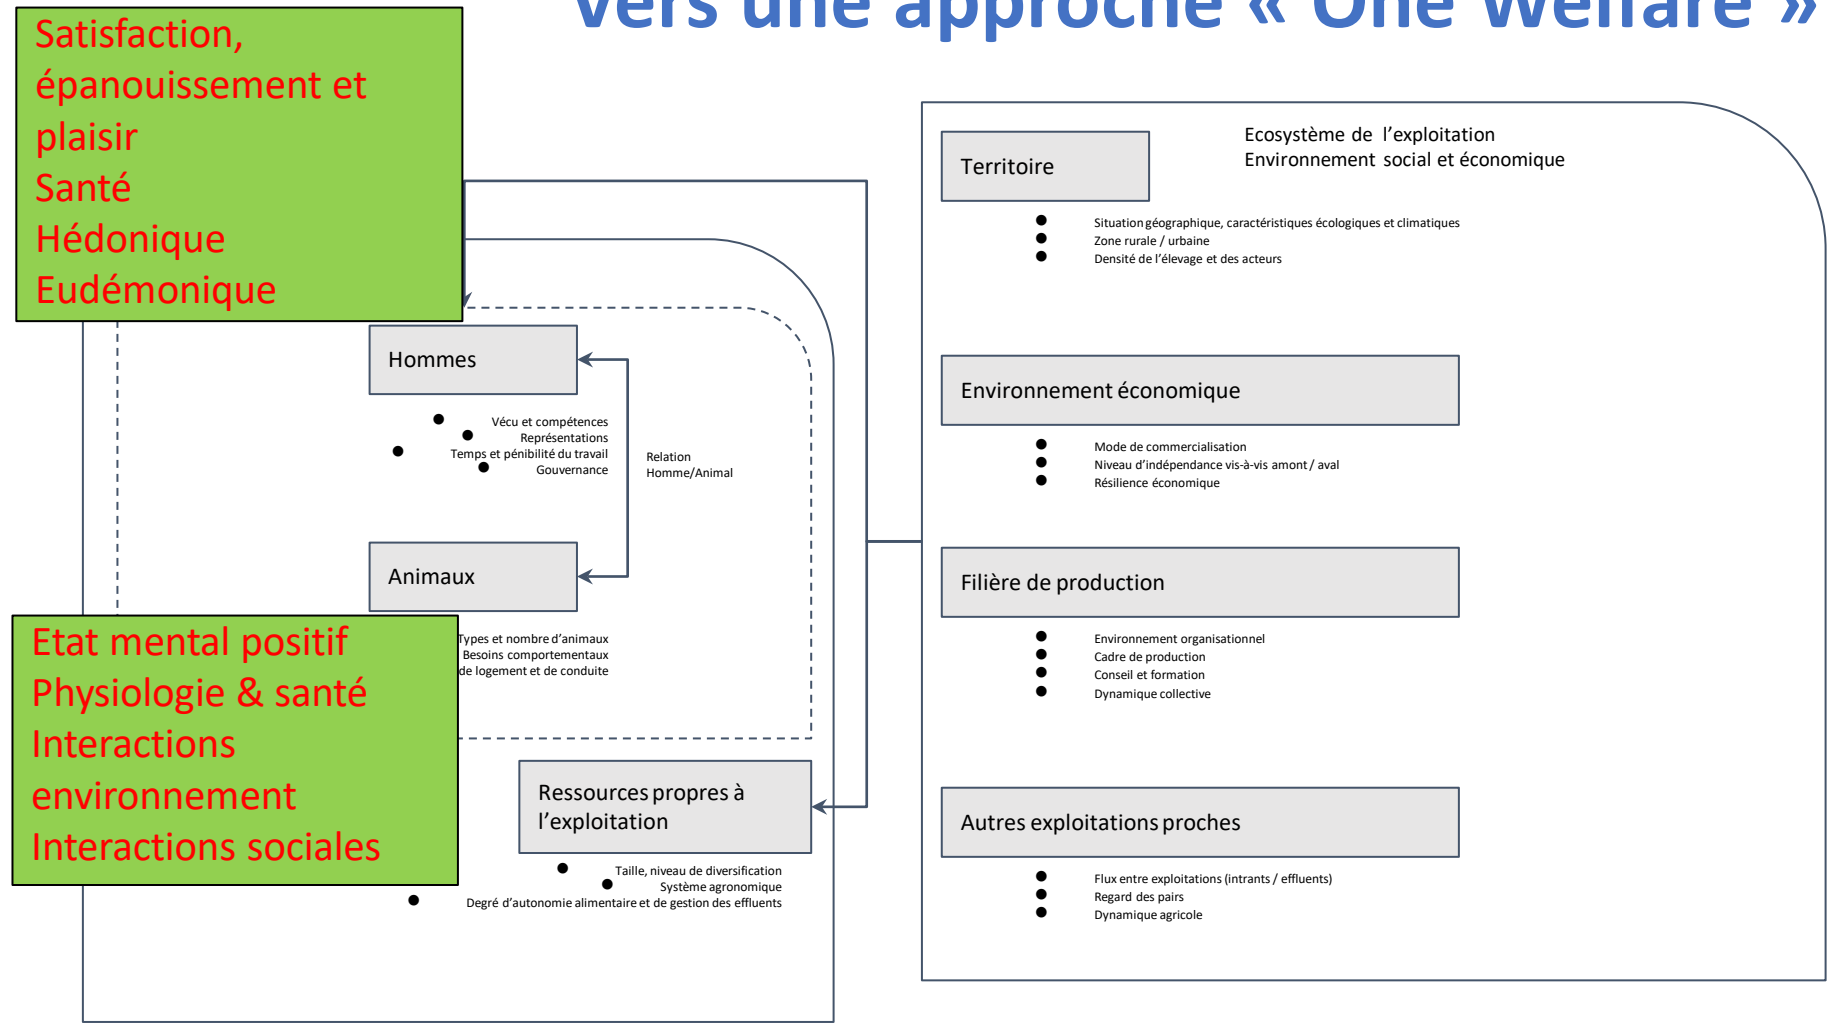 Vers une approche « One Welfare »
Satisfaction,
épanouissement et
plaisir
Santé
Hédonique
Eudémonique
Hommes
Vécu et compétences
Représentations
Temps et pénibilité du travail
Gouvernance
Relation
Homme/Animal
Animaux
Types et nombre d’animaux
Besoins comportementaux
de logement et de conduite
Etat mental positif
Physiologie & santé
Interactions
environnement
Interactions sociales
Ressources propres à
l’exploitation
Taille, niveau de diversification
Système agronomique
Degré d’autonomie alimentaire et de gestion des effluents
Ecosystème de l’exploitation
Environnement social et économique
Territoire
Situation géographique, caractéristiques écologiques et climatiques
Zone rurale / urbaine
Densité de l’élevage et des acteurs
Environnement économique
Mode de commercialisation
Niveau d’indépendance vis-à-vis amont / aval
Résilience économique
Filière de production
Environnement organisationnel
Cadre de production
Conseil et formation
Dynamique collective
Autres exploitations proches
Flux entre exploitations (intrants / effluents)
Regard des pairs
Dynamique agricole